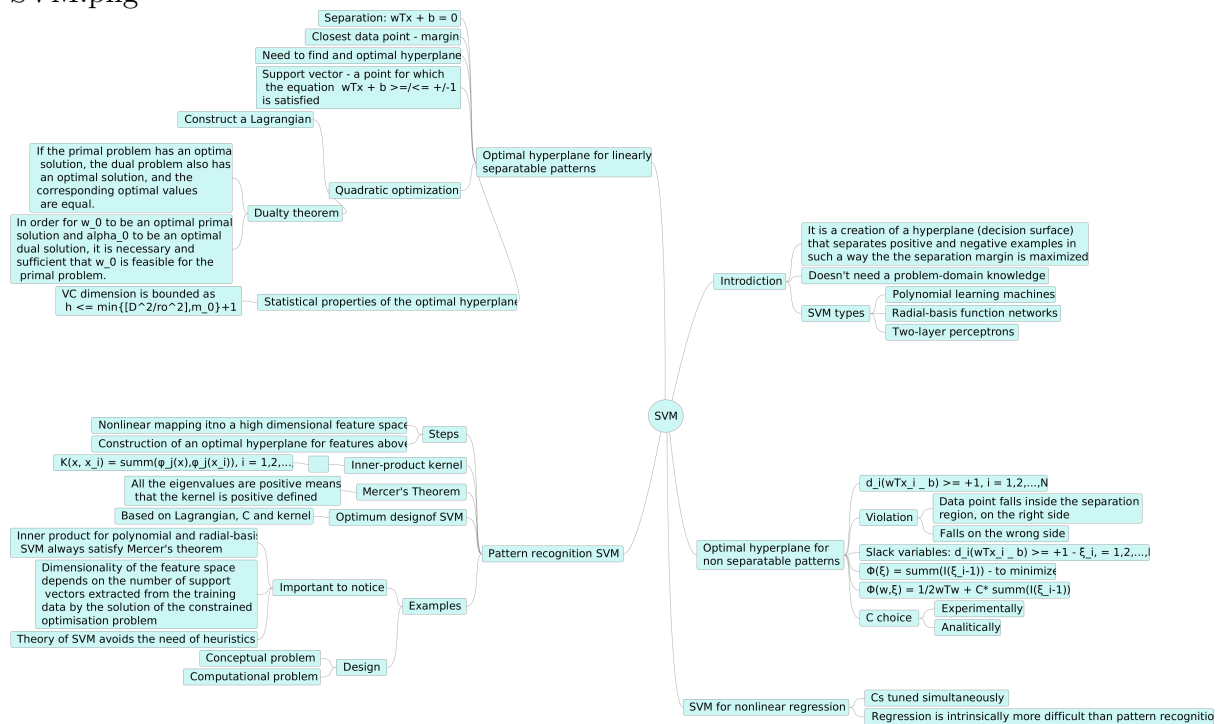 SVM.png
Separation: wTx + b = 0
Closest data point - margin
Need to find and optimal hyperplane
Support vector - a point for which
the equation  wTx + b >=/<= +/-1
is satisfied
Construct a Lagrangian
If the primal problem has an optima
solution, the dual problem also has
an optimal solution, and the
corresponding optimal values
are equal.
Optimal hyperplane for linearly
separatable patterns
Quadratic optimization
Dualty theorem
In order for w_0 to be an optimal primal
solution and alpha_0 to be an optimal
dual solution, it is necessary and
sufficient that w_0 is feasible for the
primal problem.
VC dimension is bounded as
h <= min{[D^2/ro^2],m_0}+1
Statistical properties of the optimal hyperplane
It is a creation of a hyperplane (decision surface)
that separates positive and negative examples in
such a way the the separation margin is maximized
Introdiction
Doesn't need a problem-domain knowledge
SVM types
Polynomial learning machines
Radial-basis function networks
Two-layer perceptrons
SVM
Nonlinear mapping itno a high dimensional feature space
Construction of an optimal hyperplane for features above
Steps
K(x, x_i) = summ(φ_j(x),φ_j(x_i)), i = 1,2,...
Inner-product kernel
All the eigenvalues are positive means
that the kernel is positive defined
Mercer's Theorem
Based on Lagrangian, C and kernel
Optimum designof SVM
Inner product for polynomial and radial-basis
SVM always satisfy Mercer's theorem
Pattern recognition SVM
Dimensionality of the feature space
depends on the number of support
vectors extracted from the training
data by the solution of the constrained
optimisation problem
Important to notice
Examples
Theory of SVM avoids the need of heuristics
Conceptual problem
Computational problem
Design
d_i(wTx_i _ b) >= +1, i = 1,2,...,N
Violation
Data point falls inside the separation
region, on the right side
Falls on the wrong side
Optimal hyperplane for
non separatable patterns
Slack variables: d_i(wTx_i _ b) >= +1 - ξ_i, = 1,2,...,
Φ(ξ) = summ(I(ξ_i-1)) - to minimize
Φ(w,ξ) = 1/2wTw + C* summ(I(ξ_i-1))
C choice
Experimentally
Analitically
SVM for nonlinear regression
Cs tuned simultaneously
Regression is intrinsically more difficult than pattern recognitio